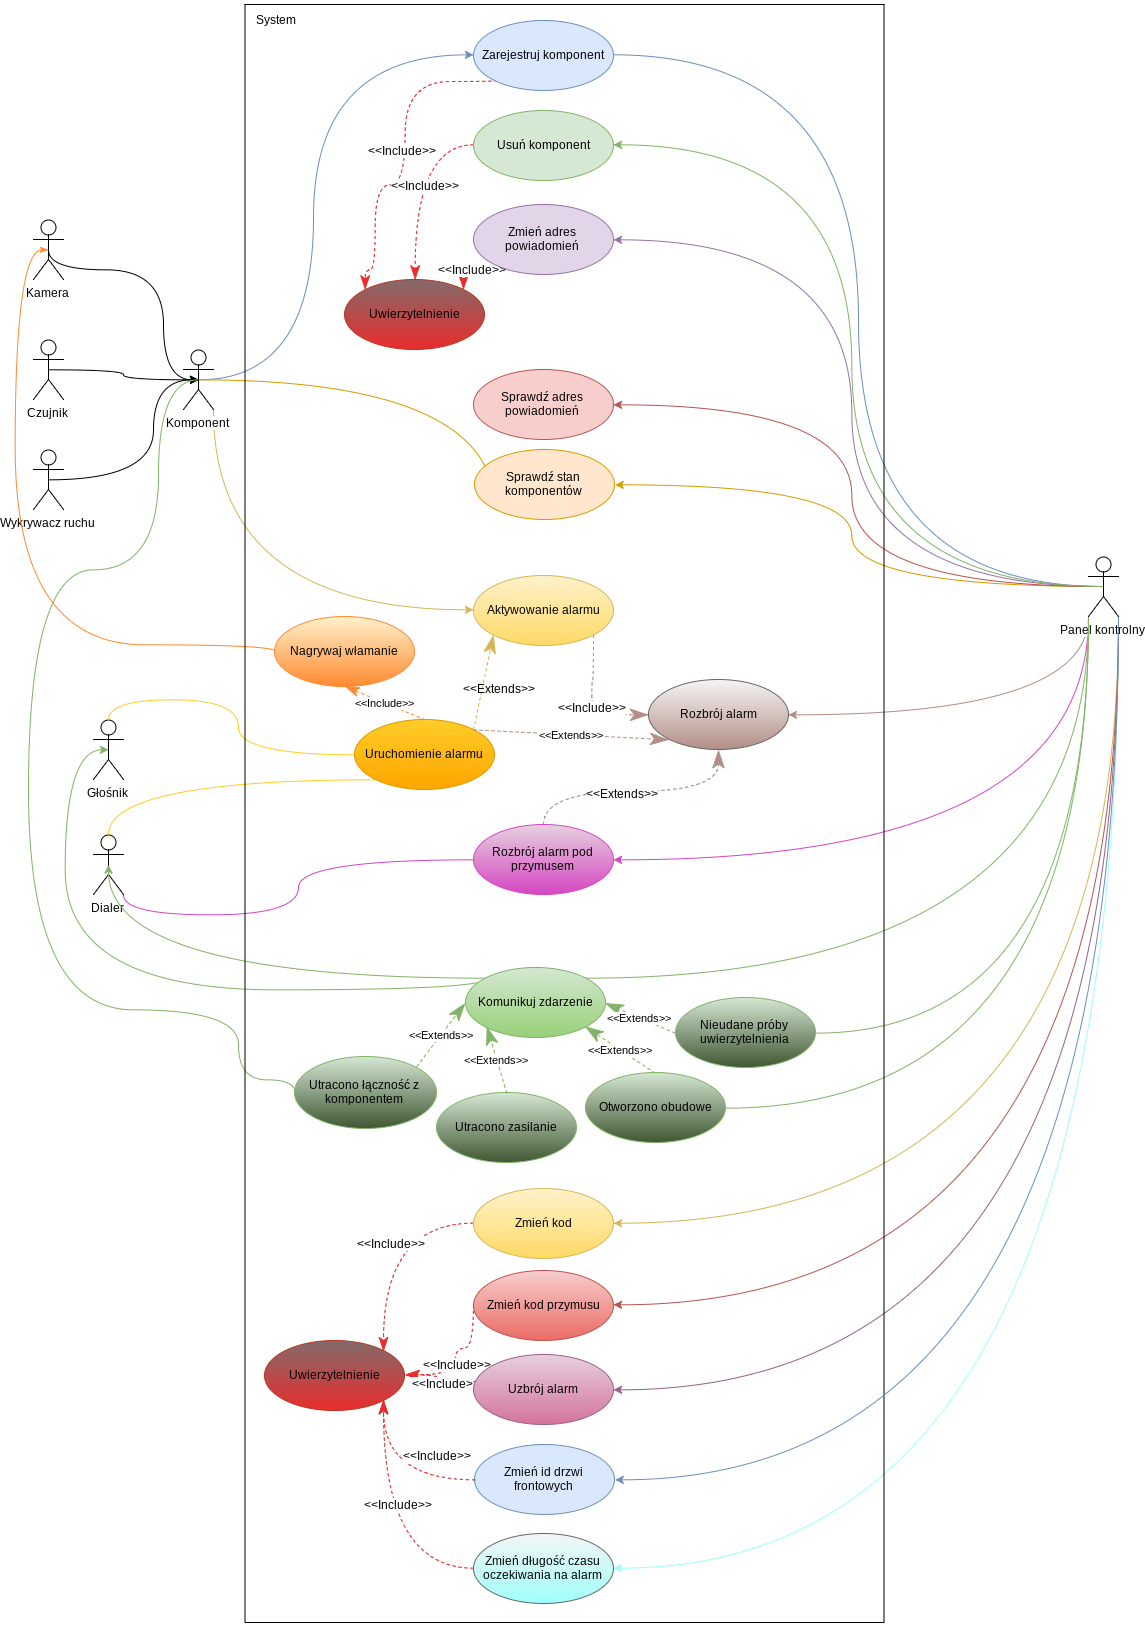 System
Zarejestruj komponent
<<Include>>
Usuń komponent
<<Include>>
Zmień adres
powiadomień
<<Include>>
Kamera
Uwierzytelnienie
Czujnik
Komponent
Sprawdź adres
powiadomień
Sprawdź stan
komponentów
Wykrywacz ruchu
Aktywowanie alarmu
Panel kontrolny
Nagrywaj włamanie
<<Extends>>
<<Include>>
<<Include>>
Rozbrój alarm
<<Extends>>
Uruchomienie alarmu
Głośnik
<<Extends>>
Rozbrój alarm pod
przymusem
Dialer
Komunikuj zdarzenie
<<Extends>>
Nieudane próby
uwierzytelnienia
<<Extends>>
<<Extends>>
<<Extends>>
Utracono łączność z
komponentem
Otworzono obudowe
Utracono zasilanie
Zmień kod
<<Include>>
Zmień kod przymusu
<<Include>>
Uwierzytelnienie
<<Include>
Uzbrój alarm
<<Include>>
Zmień id drzwi
frontowych
<<Include>>
Zmień długość czasu
oczekiwania na alarm